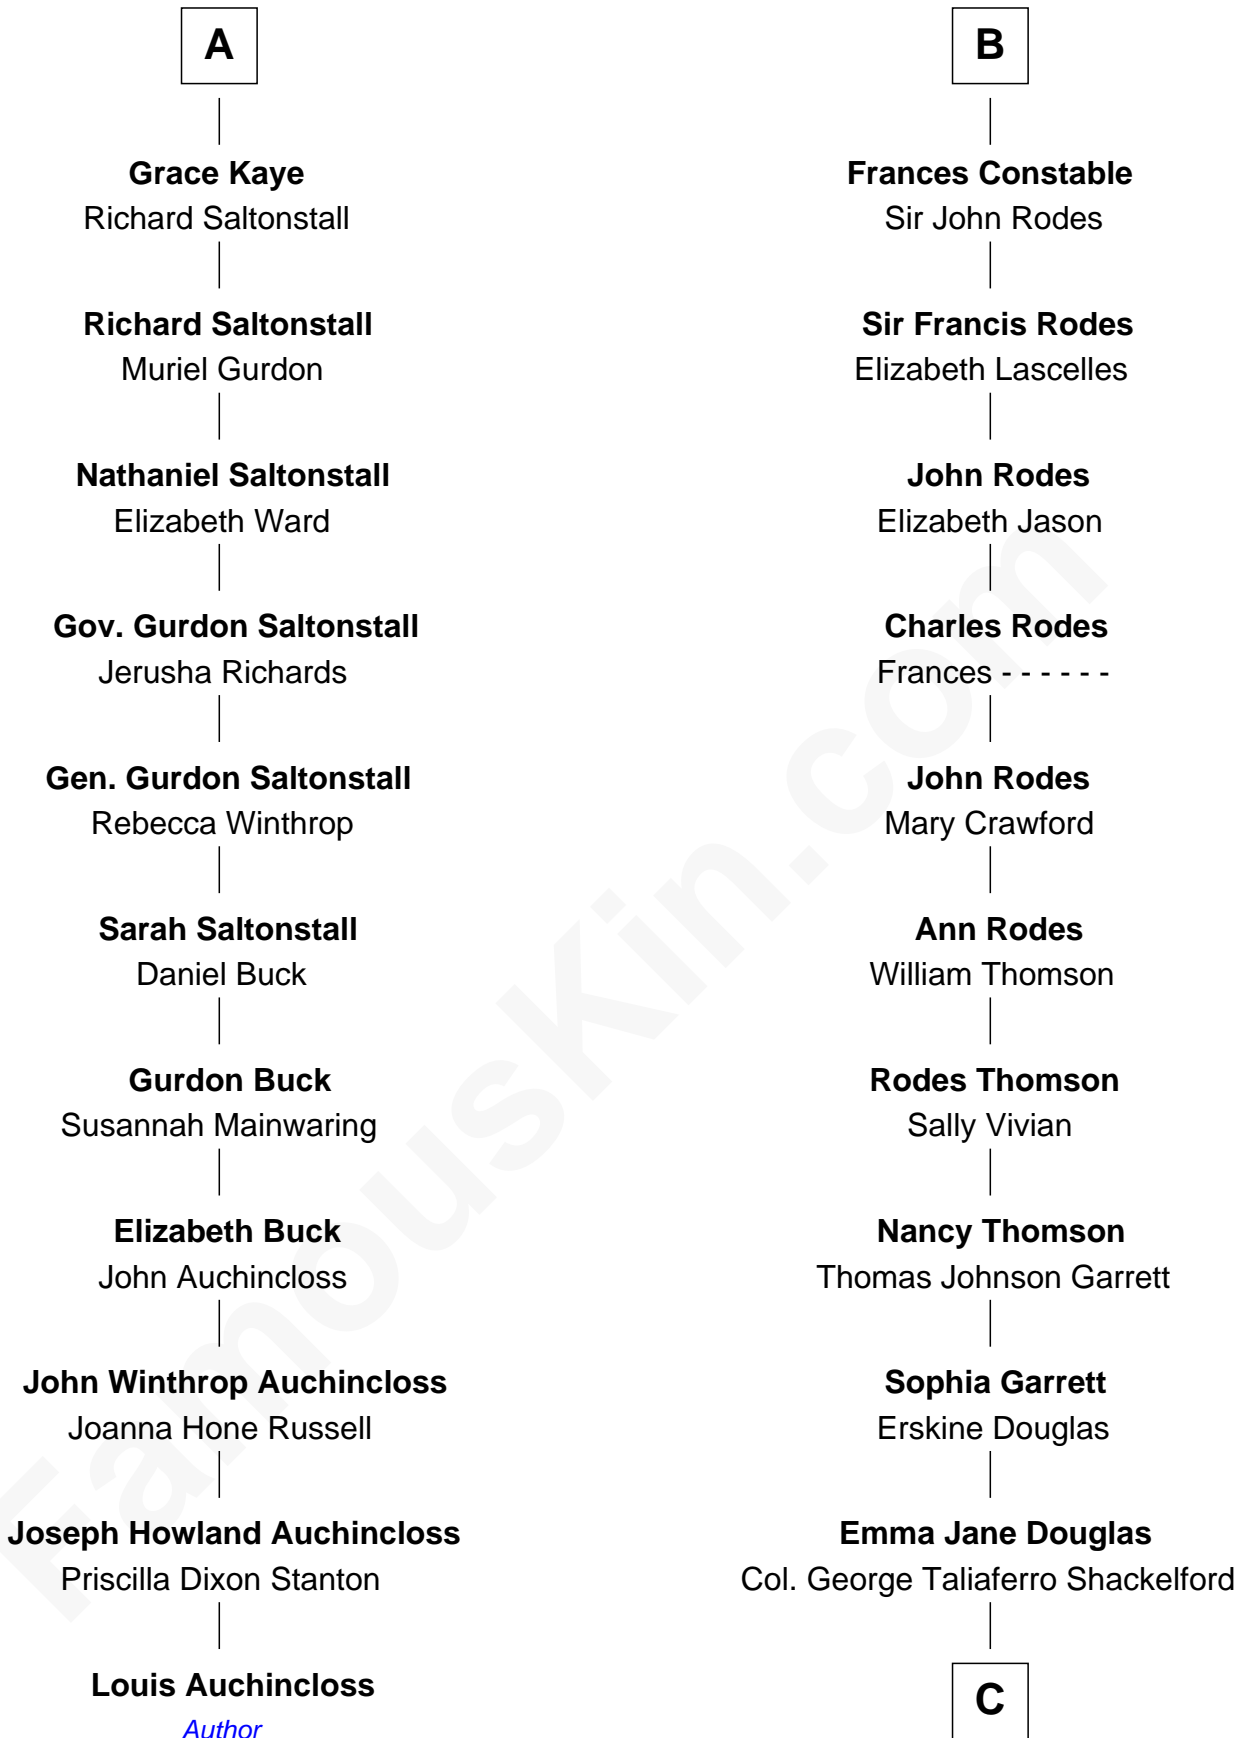 A
Grace Kaye
Richard Saltonstall
Richard Saltonstall
Muriel Gurdon
Nathaniel Saltonstall
Elizabeth Ward
Gov. Gurdon Saltonstall
Jerusha Richards
Gen. Gurdon Saltonstall
Rebecca Winthrop
Sarah Saltonstall
Daniel Buck
Gurdon Buck
Susannah Mainwaring
Elizabeth Buck
John Auchincloss
John Winthrop Auchincloss
Joanna Hone Russell
Joseph Howland Auchincloss
Priscilla Dixon Stanton
Louis Auchincloss
Author
B
Frances Constable
Sir John Rodes
Sir Francis Rodes
Elizabeth Lascelles
John Rodes
Elizabeth Jason
Charles Rodes
Frances - - - - - -
John Rodes
Mary Crawford
Ann Rodes
William Thomson
Rodes Thomson
Sally Vivian
Nancy Thomson
Thomas Johnson Garrett
Sophia Garrett
Erskine Douglas
Emma Jane Douglas
Col. George Taliaferro Shackelford
C
FamousKin.com